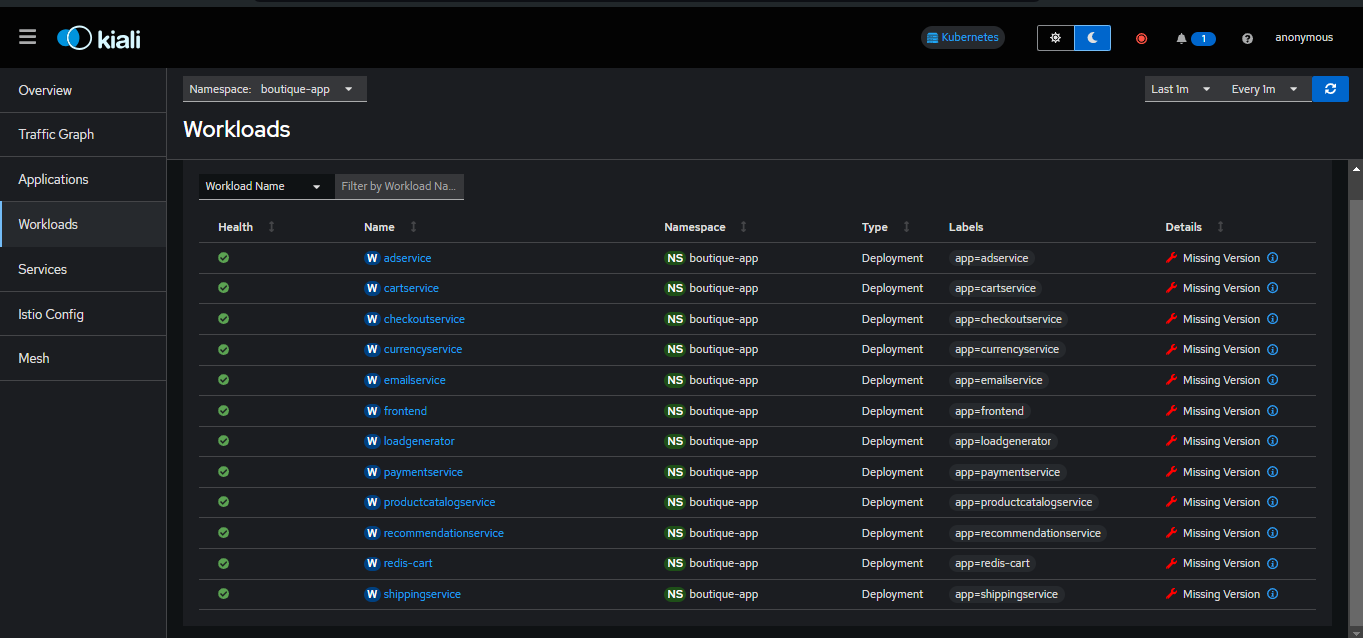 kiali
Kubernetes
1
anonymous
Overview
Traffic Graph
Applications
Workloads
Services
Istio Config
Mesh
Namespace: boutique-app
Last 1m Every 1m
Workloads
Workload Name Filter by Workload Na...
Health Name Namespace Type Labels Details
W adservice NS boutique-app Deployment app=adservice Missing Version
W cartservice NS boutique-app Deployment app=cartservice Missing Version
W checkoutservice NS boutique-app Deployment app=checkoutservice Missing Version
W currencyservice NS boutique-app Deployment app=currencyservice Missing Version
W emailservice NS boutique-app Deployment app=emailservice Missing Version
W frontend NS boutique-app Deployment app=frontend Missing Version
W loadgenerator NS boutique-app Deployment app=loadgenerator Missing Version
W paymentservice NS boutique-app Deployment app=paymentservice Missing Version
W productcatalogservice NS boutique-app Deployment app=productcatalogservice Missing Version
W recommendationservice NS boutique-app Deployment app=recommendationservice Missing Version
W redis-cart NS boutique-app Deployment app=redis-cart Missing Version
W shippingservice NS boutique-app Deployment app=shippingservice Missing Version